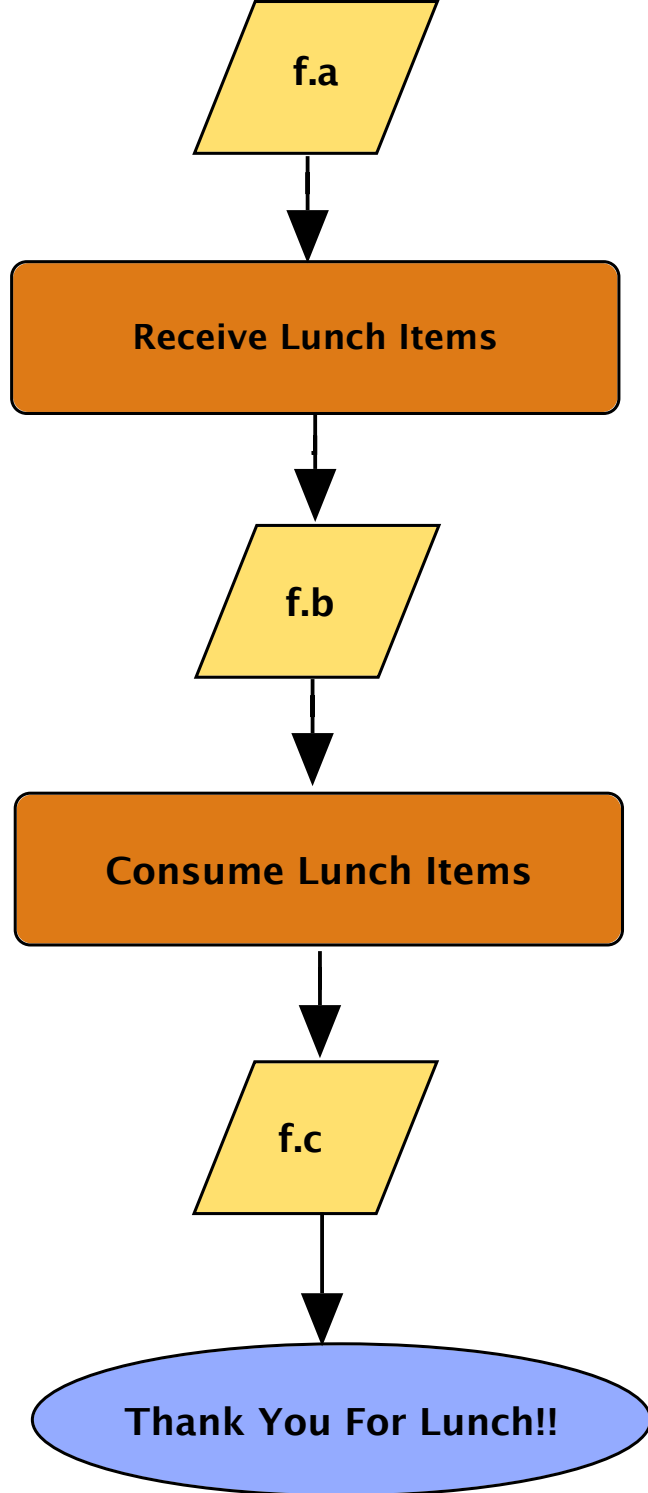 f.a
Receive Lunch Items
f.b
Consume Lunch Items
f.c
Thank You For Lunch!!